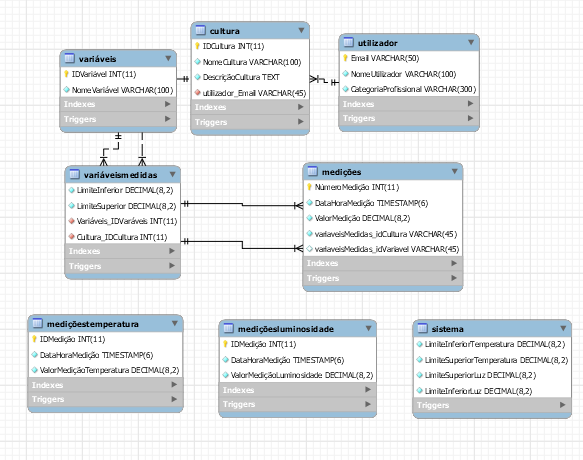 variáveis
IDVariável INT(11)
NomeVariável VARCHAR(100)
Indexes
Triggers
cultura
IDCultura INT(11)
NomeCultura VARCHAR(100)
DescriçãoCultura TEXT
utilizador_Email VARCHAR(45)
Indexes
Triggers
utilizador
Email VARCHAR(50)
NomeUtilizador VARCHAR(100)
CategoriaProfissional VARCHAR(300)
Indexes
Triggers
variáveismedidas
LimiteInferior DECIMAL(8,2)
LimiteSuperior DECIMAL(8,2)
Variáveis_IDVaráveis INT(11)
Cultura_IDCultura INT(11)
Indexes
Triggers
medições
NúmeroMedição INT(11)
DataHoraMedição TIMESTAMP(6)
ValorMedição DECIMAL(8,2)
variaveisMedidas_idCultura VARCHAR(45)
variaveisMedidas_idVariavel VARCHAR(45)
Indexes
Triggers
mediçõestemperatura
IDMedição INT(11)
DataHoraMedição TIMESTAMP(6)
ValorMediçãoTemperatura DECIMAL(8,2)
Indexes
Triggers
mediçõesluminosidade
IDMedição INT(11)
DataHoraMedição TIMESTAMP(6)
ValorMediçãoLuminosidade DECIMAL(8,2)
Indexes
Triggers
sistema
LimiteInferiorTemperatura DECIMAL(8,2)
LimiteSuperiorTemperatura DECIMAL(8,2)
LimiteSuperiorLuz DECIMAL(8,2)
LimiteInferiorLuz DECIMAL(8,2)
Triggers